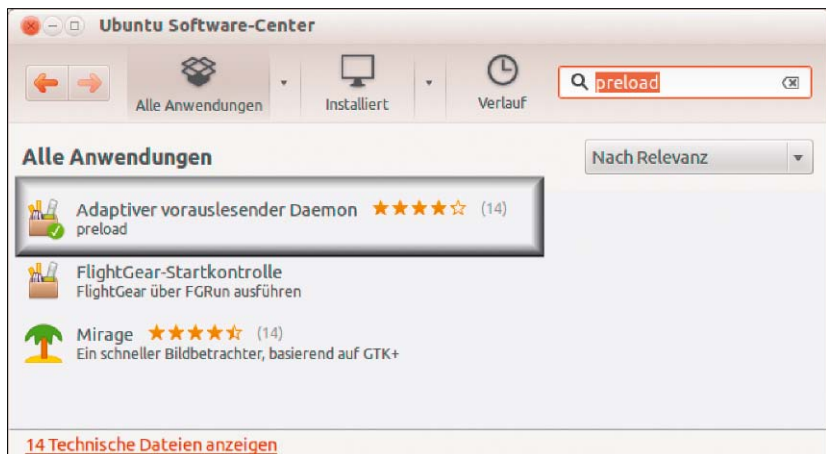 Ubuntu Software-Center
Alle Anwendungen
Installiert
Verlauf
preload
Alle Anwendungen
Nach Relevanz
Adaptiver vorauslesender Daemon (14)
preload
FlightGear-Startkontrolle
FlightGear über FGRun ausführen
Mirage (14)
Ein schneller Bildbetrachter, basierend auf GTK+
14 Technische Dateien anzeigen